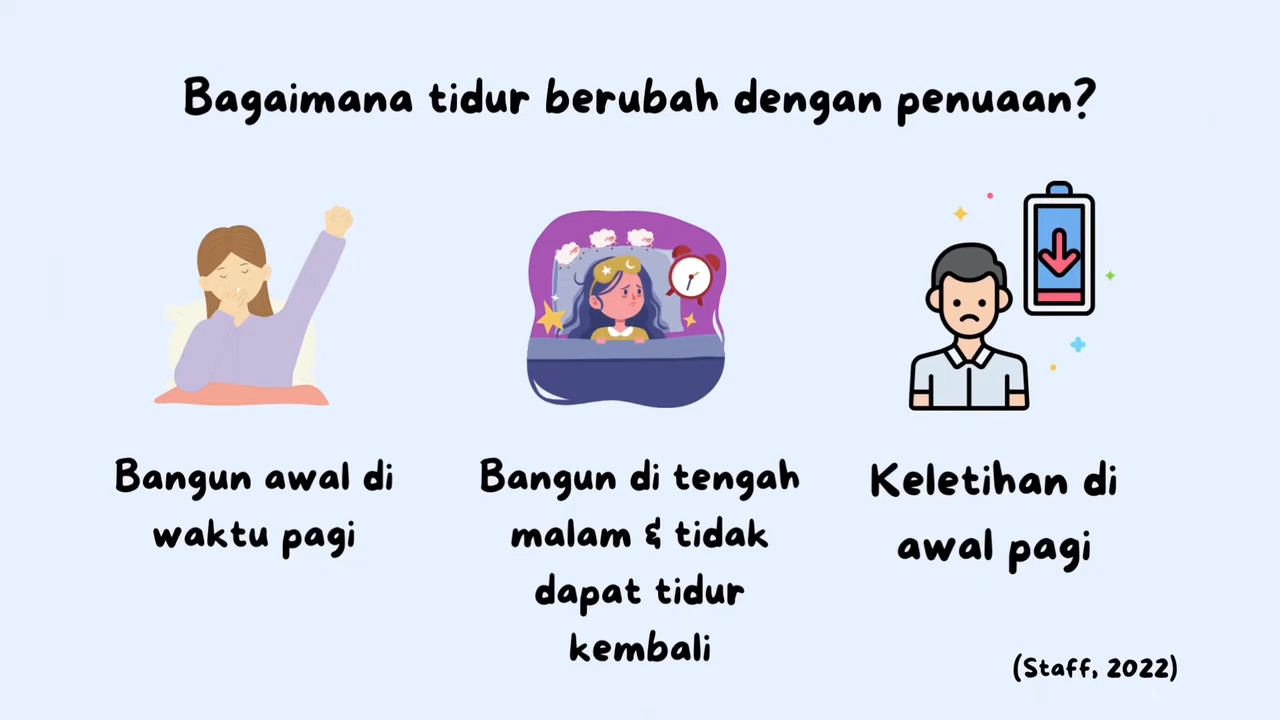 Bagaimana tidur berubah dengan penuaan?
Bangun awal di
waktu pagi
Bangun di tengah
malam & tidak
dapat tidur
kembali
Keletihan di
awal pagi
(Staff, 2022)